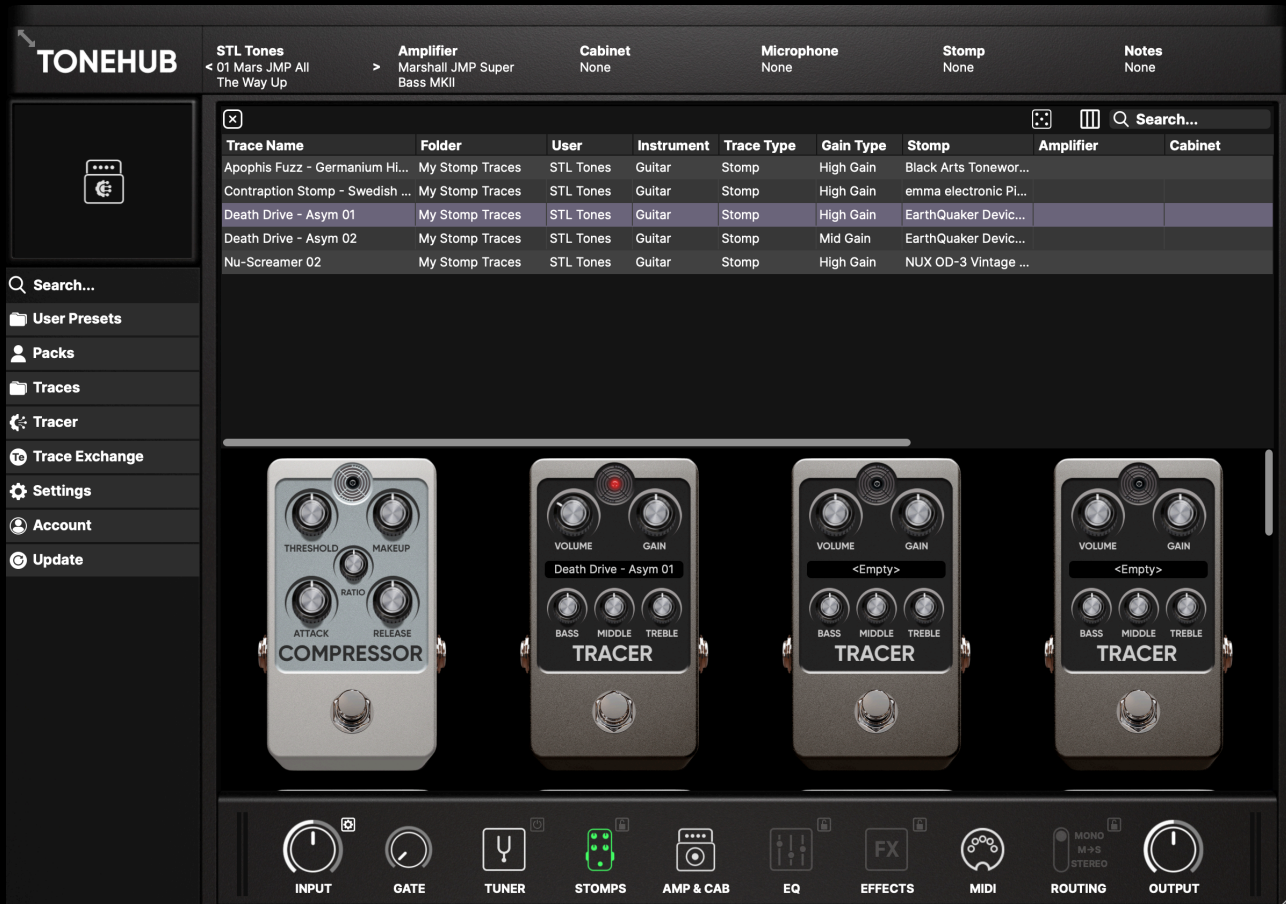 TONEHUB
STL Tones
< 01 Mars JMP All >
The Way Up
Amplifier
Marshall JMP Super
Bass MKII
Cabinet
None
Microphone
None
Stomp
None
Notes
None
Search...
User Presets
Packs
Traces
Tracer
Te Trace Exchange
Settings
Account
Update
Search...
Trace Name Folder User Instrument Trace Type Gain Type Stomp Amplifier Cabinet
Apophis Fuzz - Germanium Hi... My Stomp Traces STL Tones Guitar Stomp High Gain Black Arts Tonewor...
Contraption Stomp - Swedish ... My Stomp Traces STL Tones Guitar Stomp High Gain emma electronic Pi...
Death Drive - Asym 01 My Stomp Traces STL Tones Guitar Stomp High Gain EarthQuaker Devic...
Death Drive - Asym 02 My Stomp Traces STL Tones Guitar Stomp Mid Gain EarthQuaker Devic...
Nu-Screamer 02 My Stomp Traces STL Tones Guitar Stomp High Gain NUX OD-3 Vintage ...
THRESHOLD MAKEUP
RATIO
ATTACK RELEASE
COMPRESSOR
VOLUME GAIN
Death Drive - Asym 01
BASS MIDDLE TREBLE
TRACER
VOLUME GAIN
<Empty>
BASS MIDDLE TREBLE
TRACER
VOLUME GAIN
<Empty>
BASS MIDDLE TREBLE
TRACER
FX
MONO
M→S
STEREO
INPUT GATE TUNER STOMPS AMP & CAB EQ EFFECTS MIDI ROUTING OUTPUT